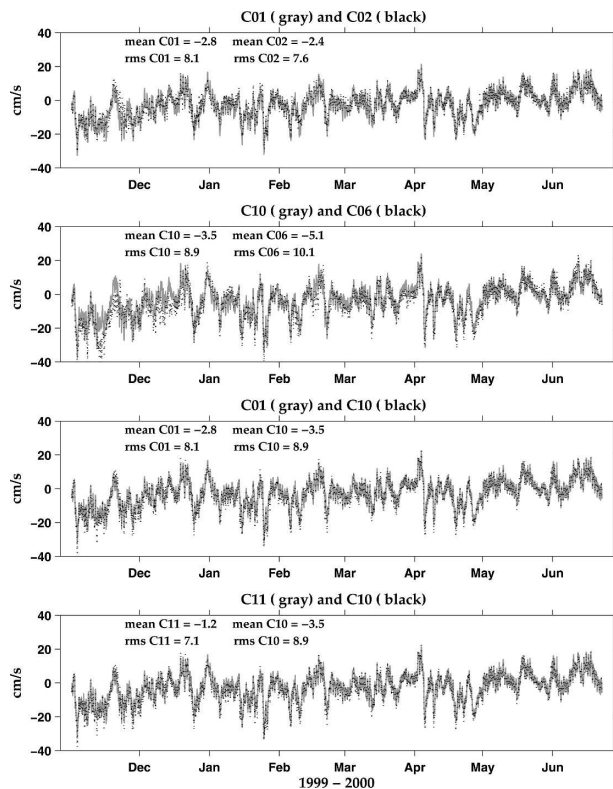 C01 ( gray) and C02 ( black)
mean C01 = −2.8 mean C02 = −2.4
rms C01 = 8.1 rms C02 = 7.6
40
20
0
−20
−40
cm/s
Dec Jan Feb Mar Apr May Jun
C10 ( gray) and C06 ( black)
mean C10 = −3.5 mean C06 = −5.1
rms C10 = 8.9 rms C06 = 10.1
40
20
0
−20
−40
cm/s
Dec Jan Feb Mar Apr May Jun
C01 ( gray) and C10 ( black)
mean C01 = −2.8 mean C10 = −3.5
rms C01 = 8.1 rms C10 = 8.9
40
20
0
−20
−40
cm/s
Dec Jan Feb Mar Apr May Jun
C11 ( gray) and C10 ( black)
mean C11 = −1.2 mean C10 = −3.5
rms C11 = 7.1 rms C10 = 8.9
40
20
0
−20
−40
cm/s
Dec Jan Feb Mar Apr May Jun
1999 − 2000